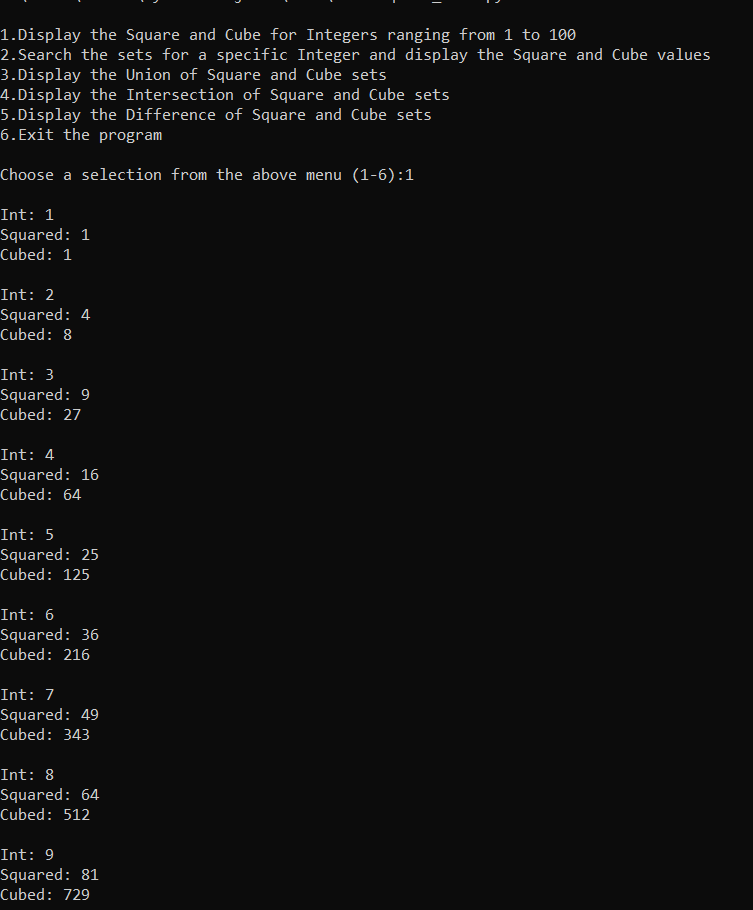 1.Display the Square and Cube for Integers ranging from 1 to 100
2.Search the sets for a specific Integer and display the Square and Cube values
3.Display the Union of Square and Cube sets
4.Display the Intersection of Square and Cube sets
5.Display the Difference of Square and Cube sets
6.Exit the program
Choose a selection from the above menu (1-6):1
Int: 1
Squared: 1
Cubed: 1
Int: 2
Squared: 4
Cubed: 8
Int: 3
Squared: 9
Cubed: 27
Int: 4
Squared: 16
Cubed: 64
Int: 5
Squared: 25
Cubed: 125
Int: 6
Squared: 36
Cubed: 216
Int: 7
Squared: 49
Cubed: 343
Int: 8
Squared: 64
Cubed: 512
Int: 9
Squared: 81
Cubed: 729